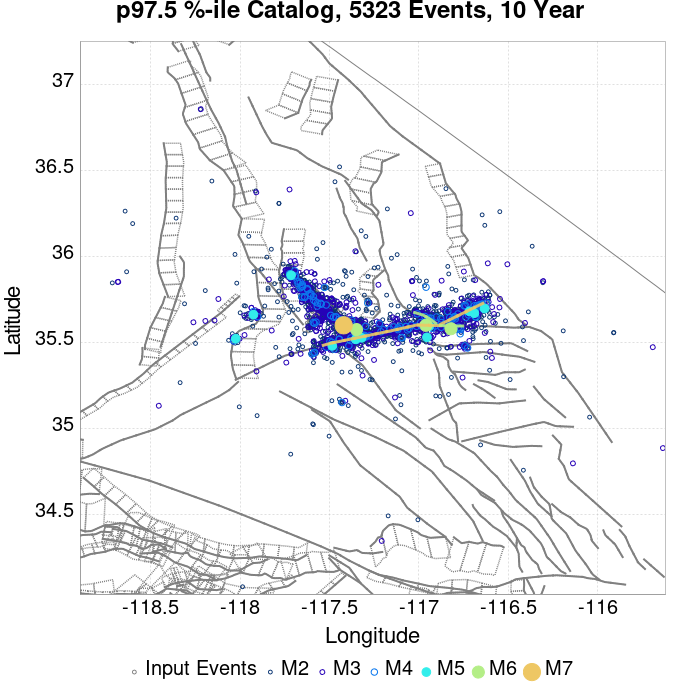 p97.5 %-ile Catalog, 5323 Events, 10 Year
37
36.5
36
35.5
35
34.5
Latitude
-118.5 -118 -117.5 -117 -116.5 -116
Longitude
Input Events M2 M3 M4 M5 M6 M7